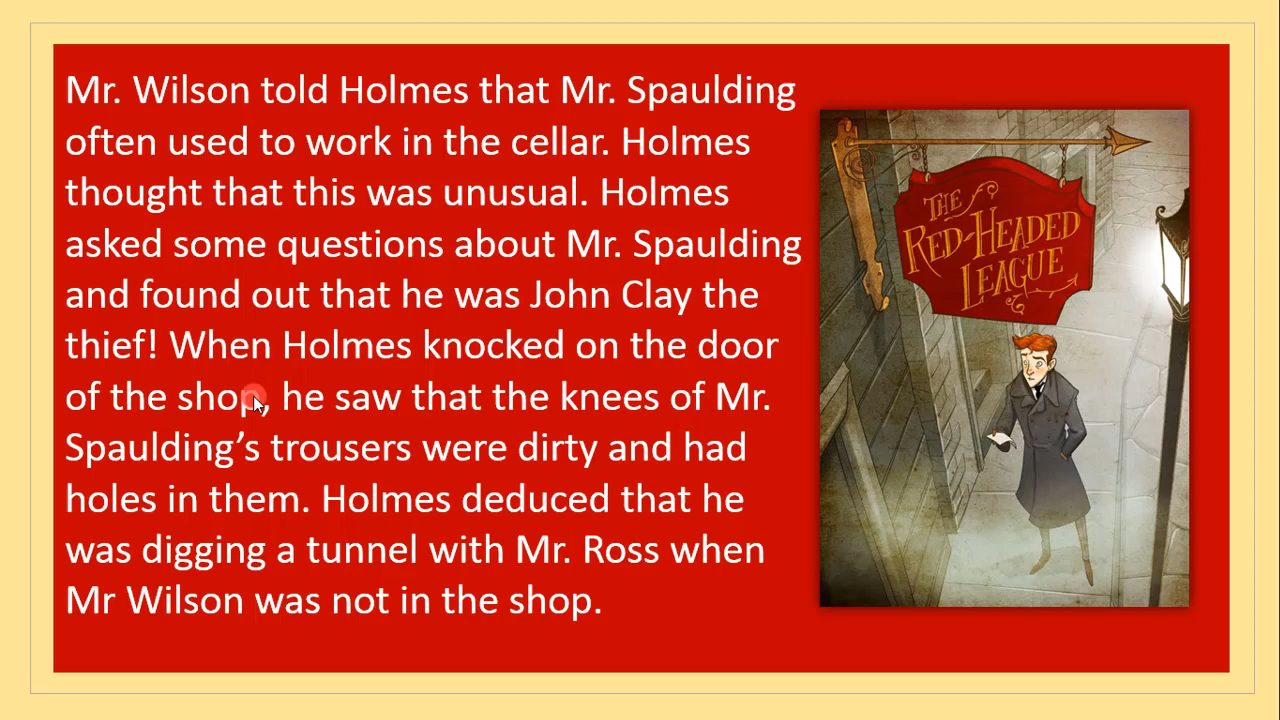 Mr. Wilson told Holmes that Mr. Spaulding
often used to work in the cellar. Holmes
thought that this was unusual. Holmes
asked some questions about Mr. Spaulding
and found out that he was John Clay the
thief! When Holmes knocked on the door
of the shop, he saw that the knees of Mr.
Spaulding’s trousers were dirty and had
holes in them. Holmes deduced that he
was digging a tunnel with Mr. Ross when
Mr Wilson was not in the shop.
THE
RED-HEADED
LEAGUE